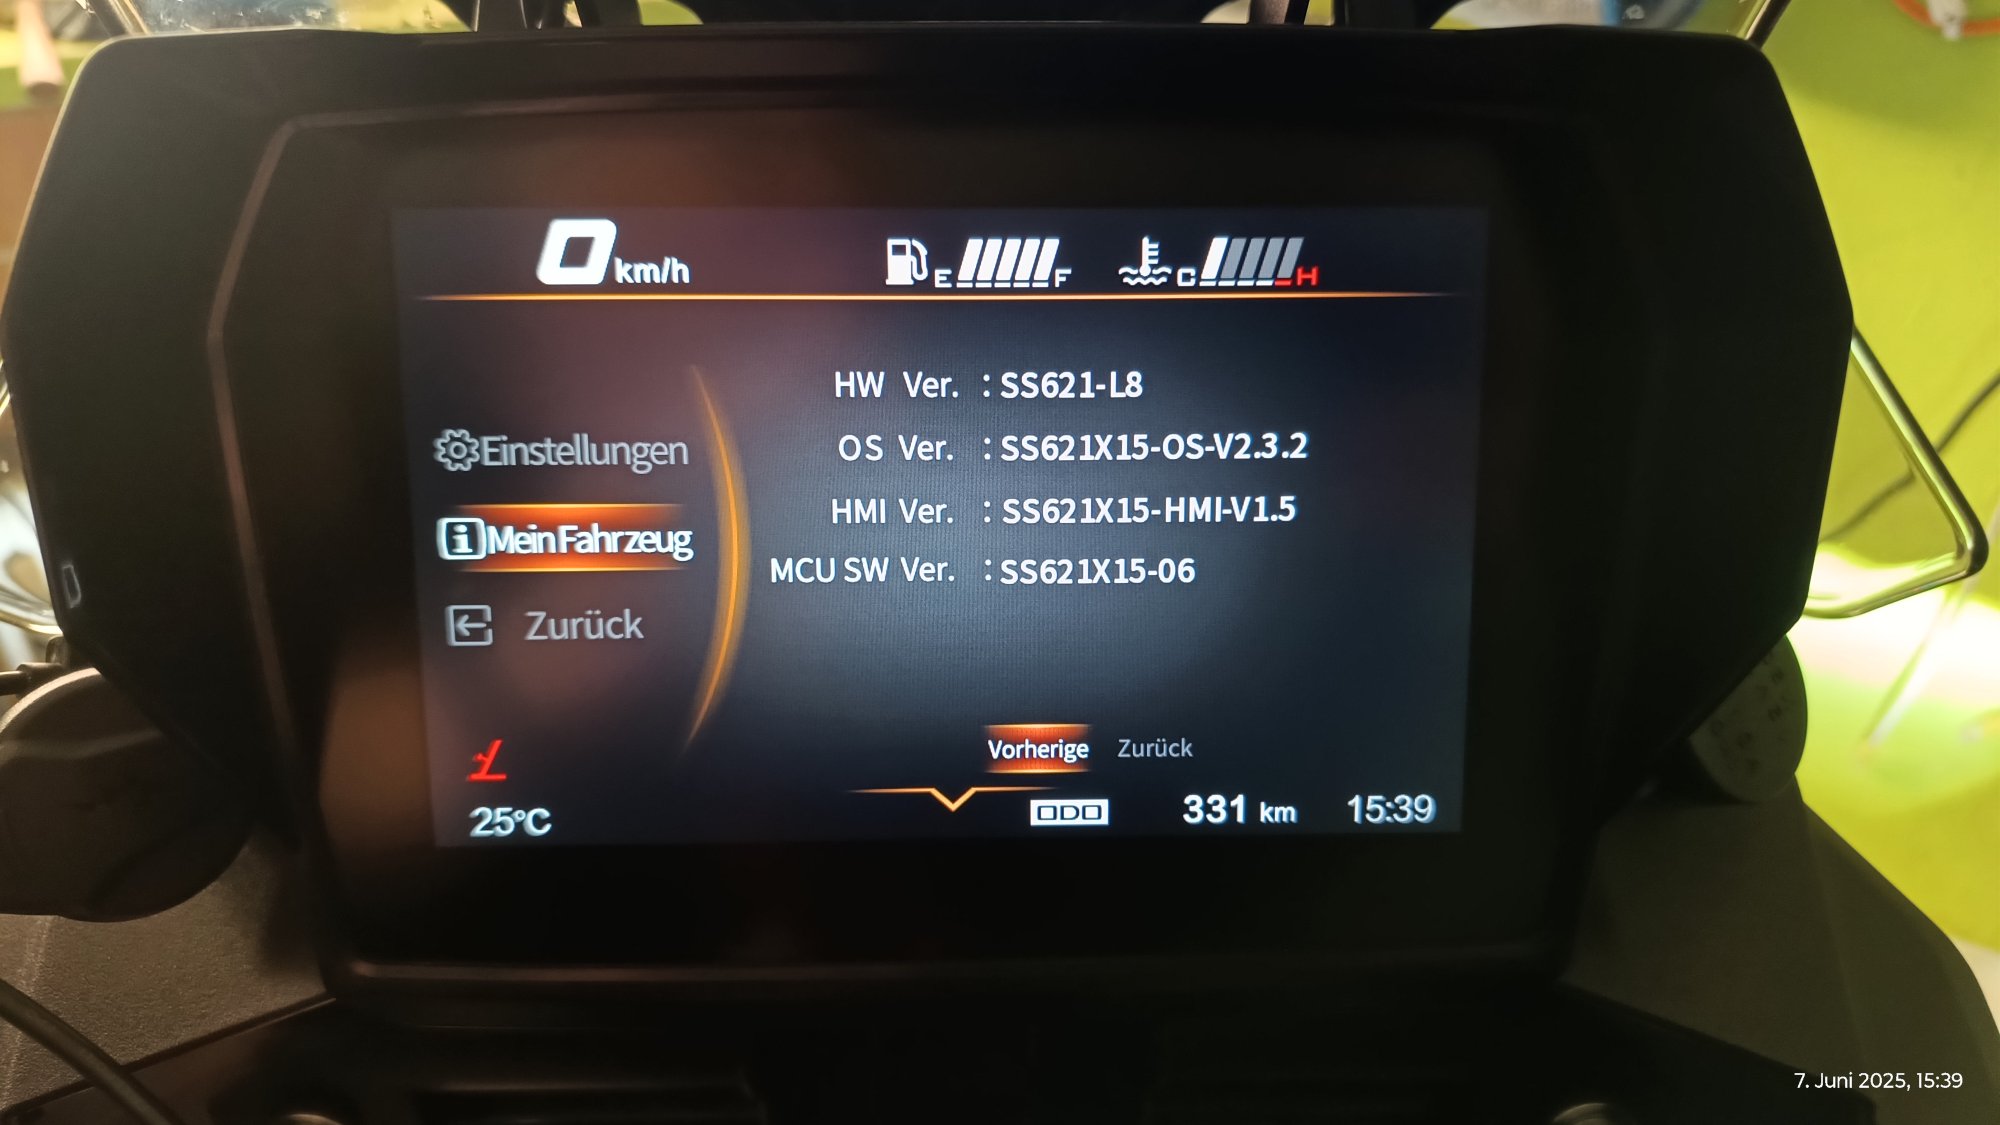 0 km/h E F C H
HW Ver. : SS621-L8
OS Ver. : SS621X15-OS-V2.3.2
HMI Ver. : SS621X15-HMI-V1.5
MCU SW Ver. : SS621X15-06
Einstellungen
Mein Fahrzeug
Zurück
Vorherige Zurück
25°C ODO 331 km 15:39
7. Juni 2025, 15:39